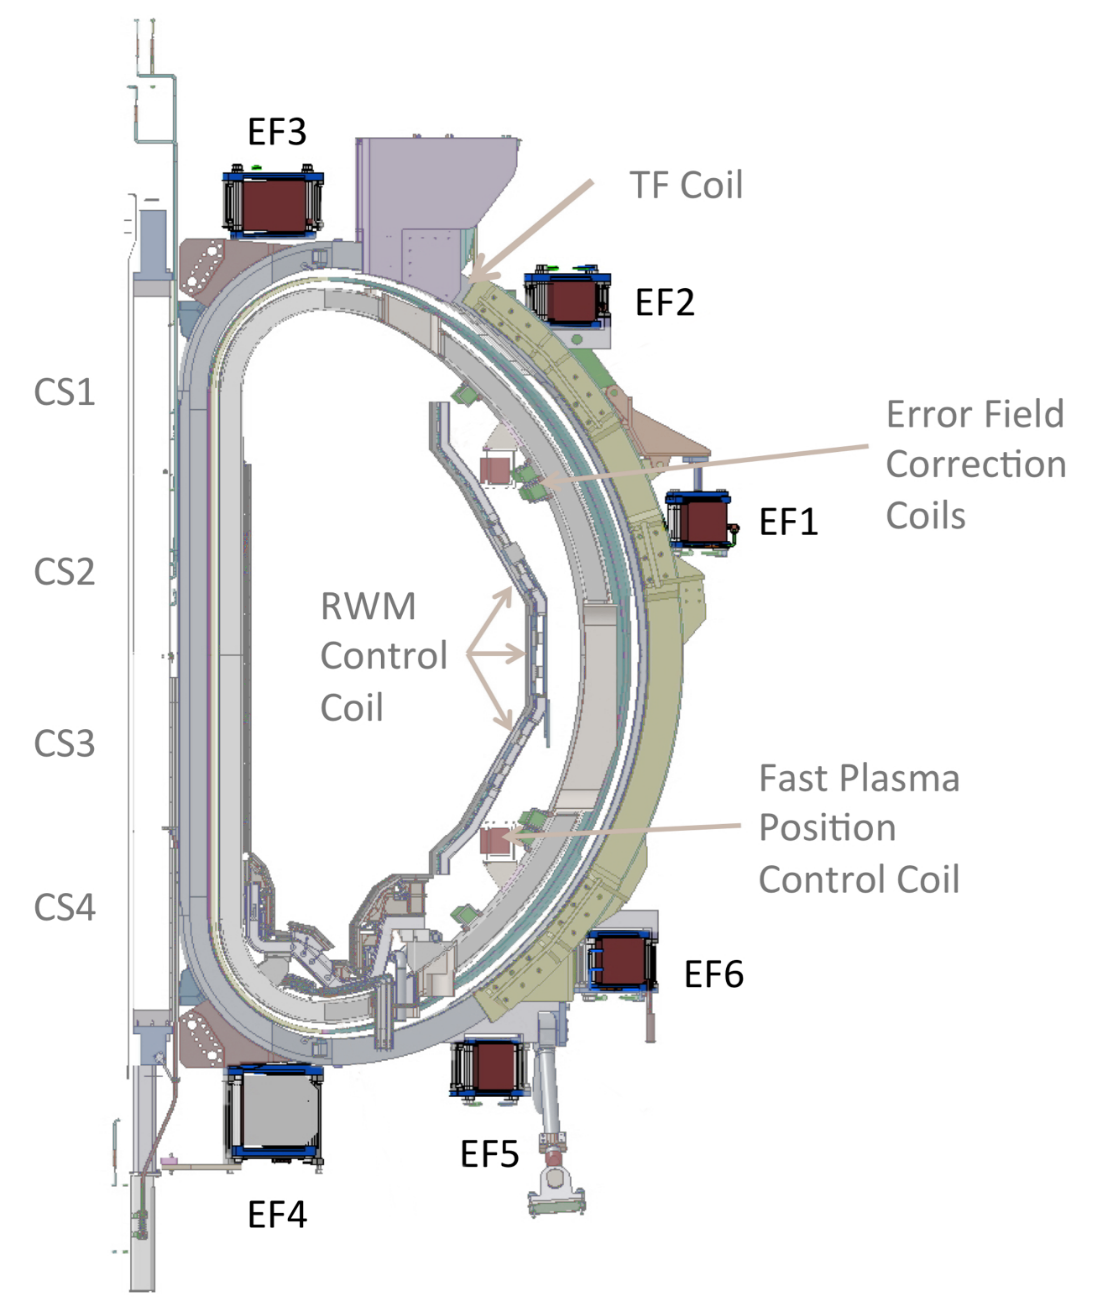 EF3
TF Coil
EF2
CS1
Error Field
Correction
Coils
EF1
CS2
RWM
Control
Coil
CS3
Fast Plasma
Position
Control Coil
CS4
EF6
EF5
EF4